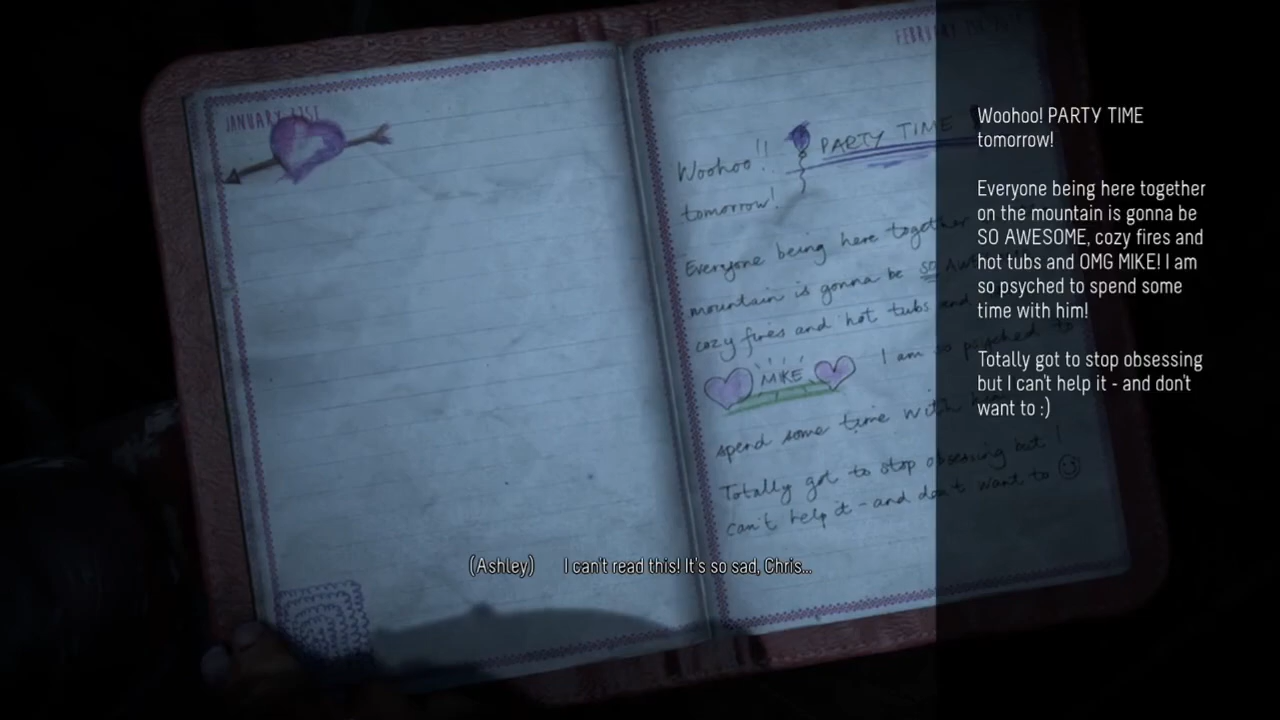 JANUARY 31ST
FEBRUARY
Woohoo!! PARTY TIME
tomorrow!
Everyone being here together
mountain is gonna be SO AW
cozy fires and hot tubs and
MIKE I am so psyched to
spend some time with him
Totally got to stop obsessing but I
can't help it - and don't want to
Woohoo! PARTY TIME
tomorrow!
Everyone being here together
on the mountain is gonna be
SO AWESOME, cozy fires and
hot tubs and OMG MIKE! I am
so psyched to spend some
time with him!
Totally got to stop obsessing
but I can't help it - and don't
want to :)
(Ashley) I can't read this! It's so sad, Chris...